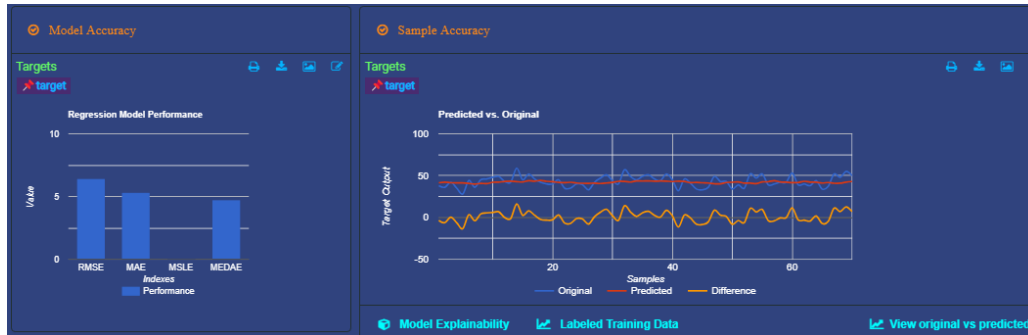 Model Accuracy
Targets
target
Regression Model Performance
10
5
0
Value
RMSE MAE MSLE MEDAE
Indexes
Performance
Sample Accuracy
Targets
target
Predicted vs. Original
100
50
0
-50
Target Output
20 40 60
Samples
Original Predicted Difference
Model Explainability Labeled Training Data View original vs predicted